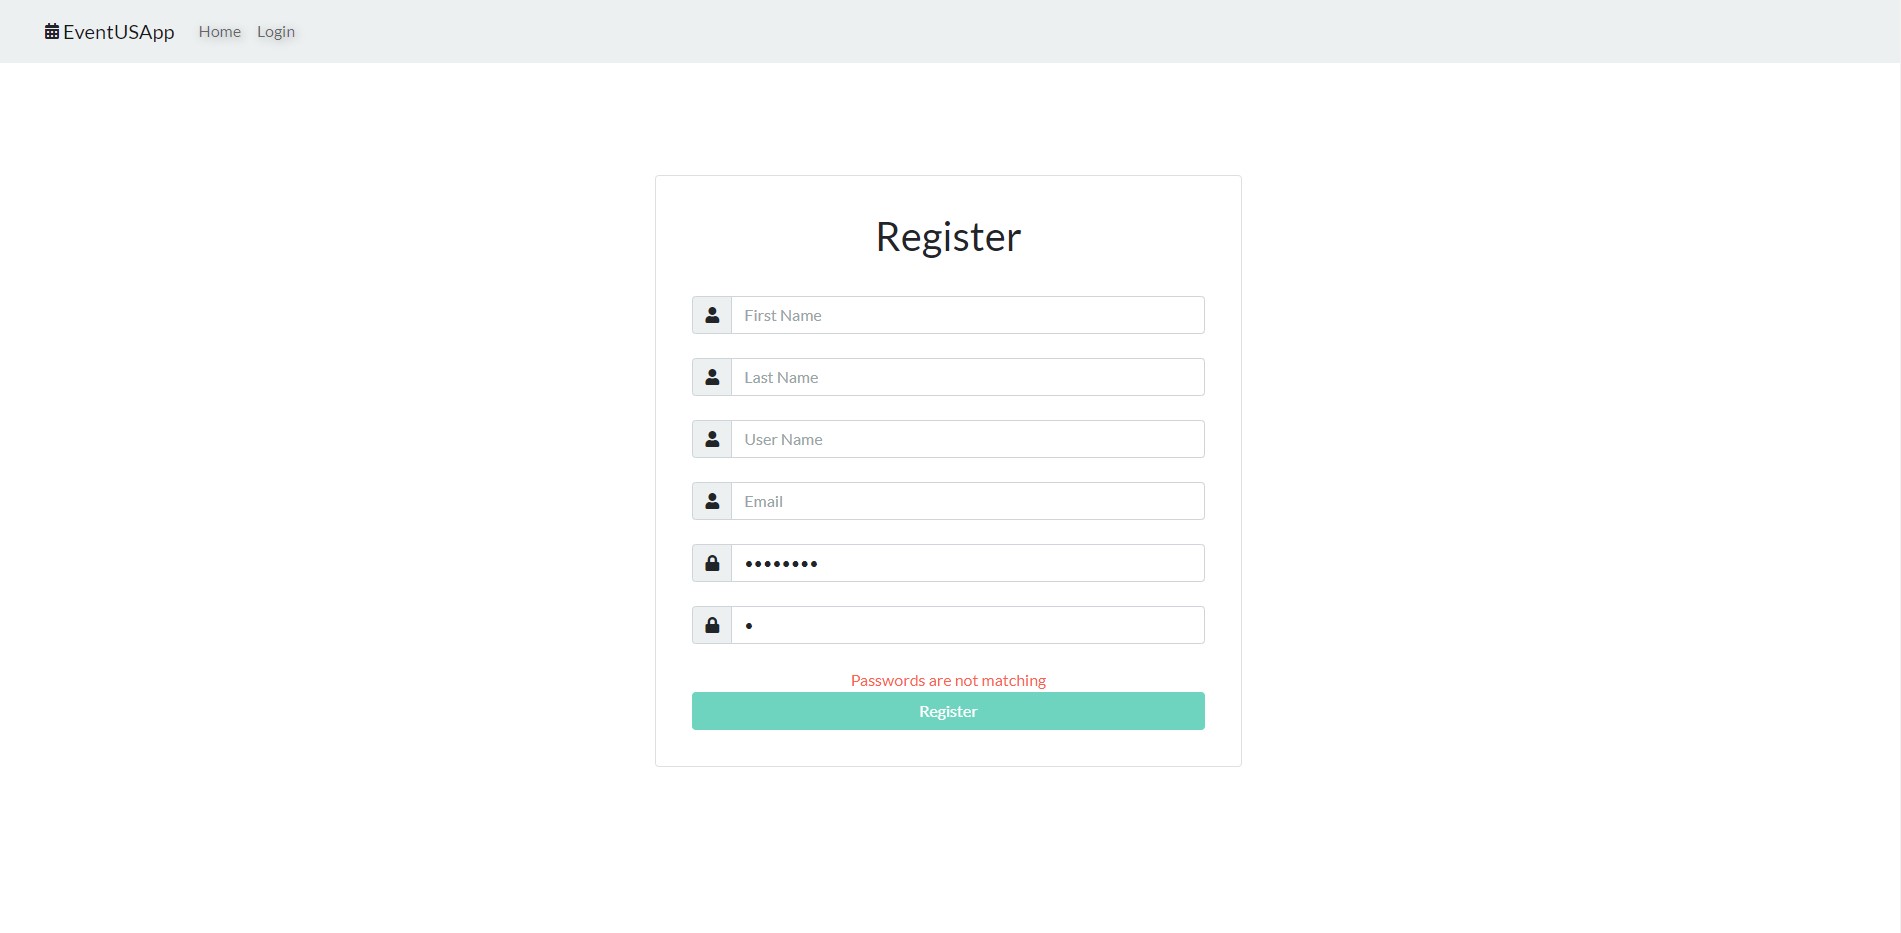 EventUSApp Home Login
Register
First Name
Last Name
User Name
Email
••••••••
•
Passwords are not matching
Register